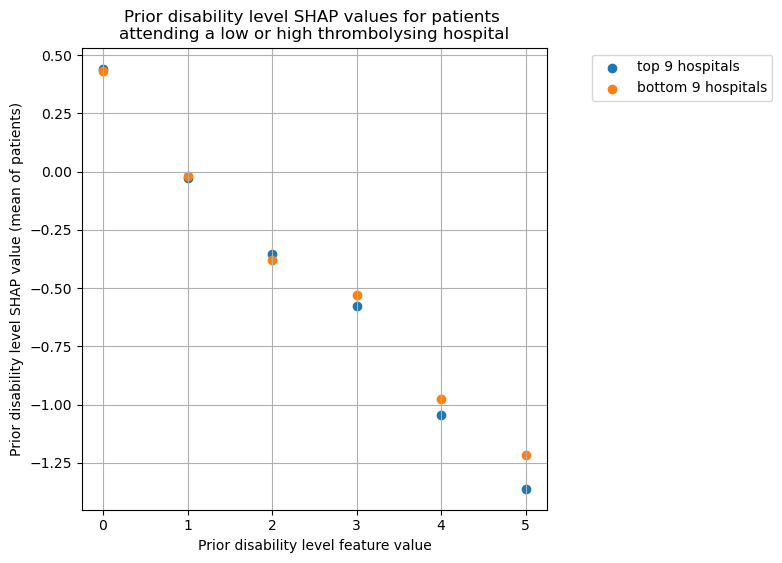 Prior disability level SHAP values for patients
attending a low or high thrombolysing hospital
top 9 hospitals
bottom 9 hospitals
Prior disability level SHAP value (mean of patients)
0.50
0.25
0.00
−0.25
−0.50
−0.75
−1.00
−1.25
0 1 2 3 4 5
Prior disability level feature value